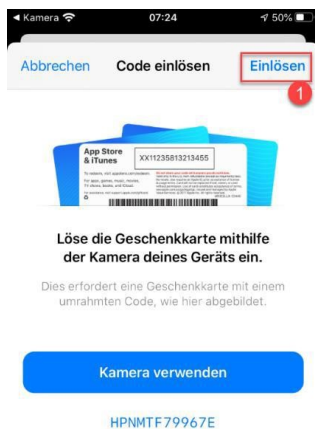 ◀ Kamera 07:24 50%
Abbrechen Code einlösen Einlösen
1
App Store
& iTunes
XX11235813213455
Löse die Geschenkkarte mithilfe
der Kamera deines Geräts ein.
Dies erfordert eine Geschenkkarte mit einem
umrahmten Code, wie hier abgebildet.
Kamera verwenden
HPNMTF79967E